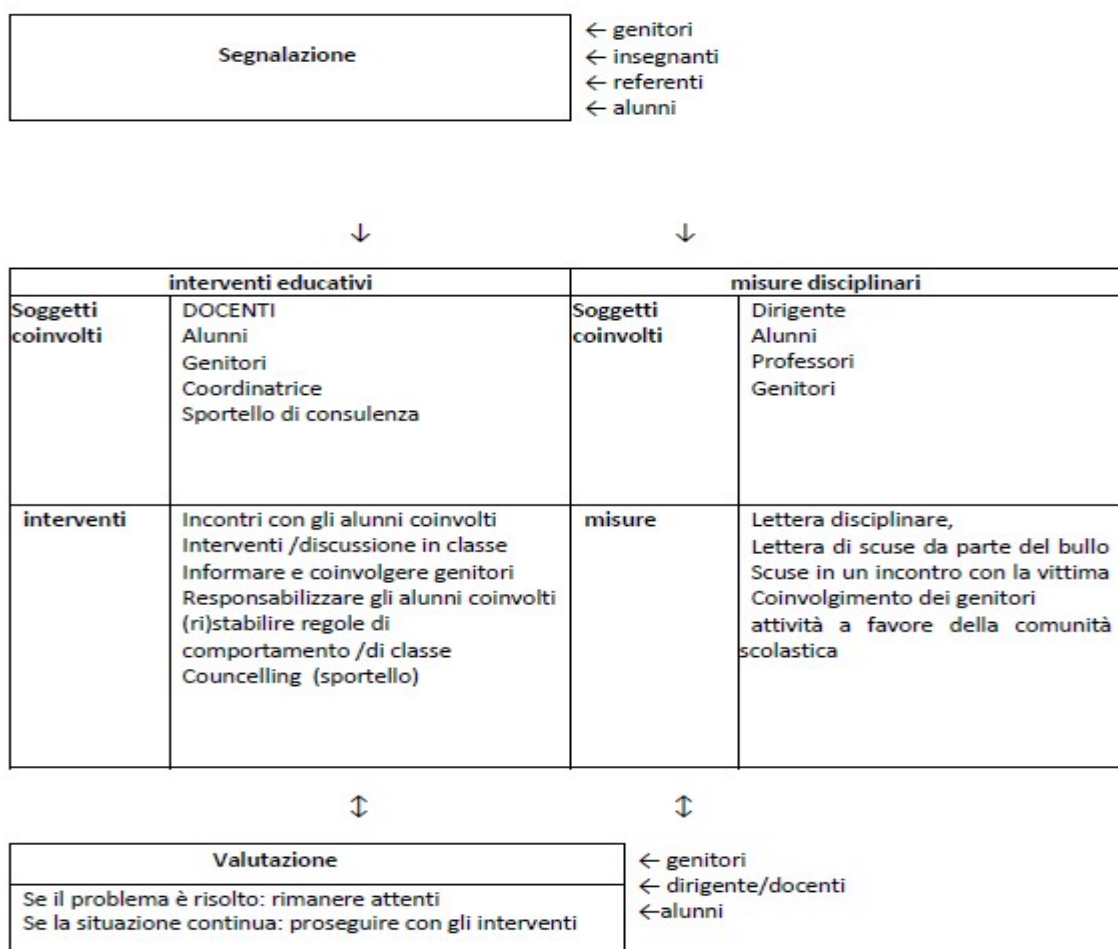 Segnalazione
← genitori
← insegnanti
← referenti
← alunni
↓ ↓
interventi educativi
misure disciplinari
Soggetti
coinvolti
DOCENTI
Alunni
Genitori
Coordinatrice
Sportello di consulenza
Soggetti
coinvolti
Dirigente
Alunni
Professori
Genitori
interventi
Incontri con gli alunni coinvolti
Interventi /discussione in classe
Informare e coinvolgere genitori
Responsabilizzare gli alunni coinvolti
(ri)stabilire regole di
comportamento /di classe
Councelling (sportello)
misure
Lettera disciplinare,
Lettera di scuse da parte del bullo
Scuse in un incontro con la vittima
Coinvolgimento dei genitori
attività a favore della comunità
scolastica
↕ ↕
Valutazione
Se il problema è risolto: rimanere attenti
Se la situazione continua: proseguire con gli interventi
← genitori
← dirigente/docenti
←alunni